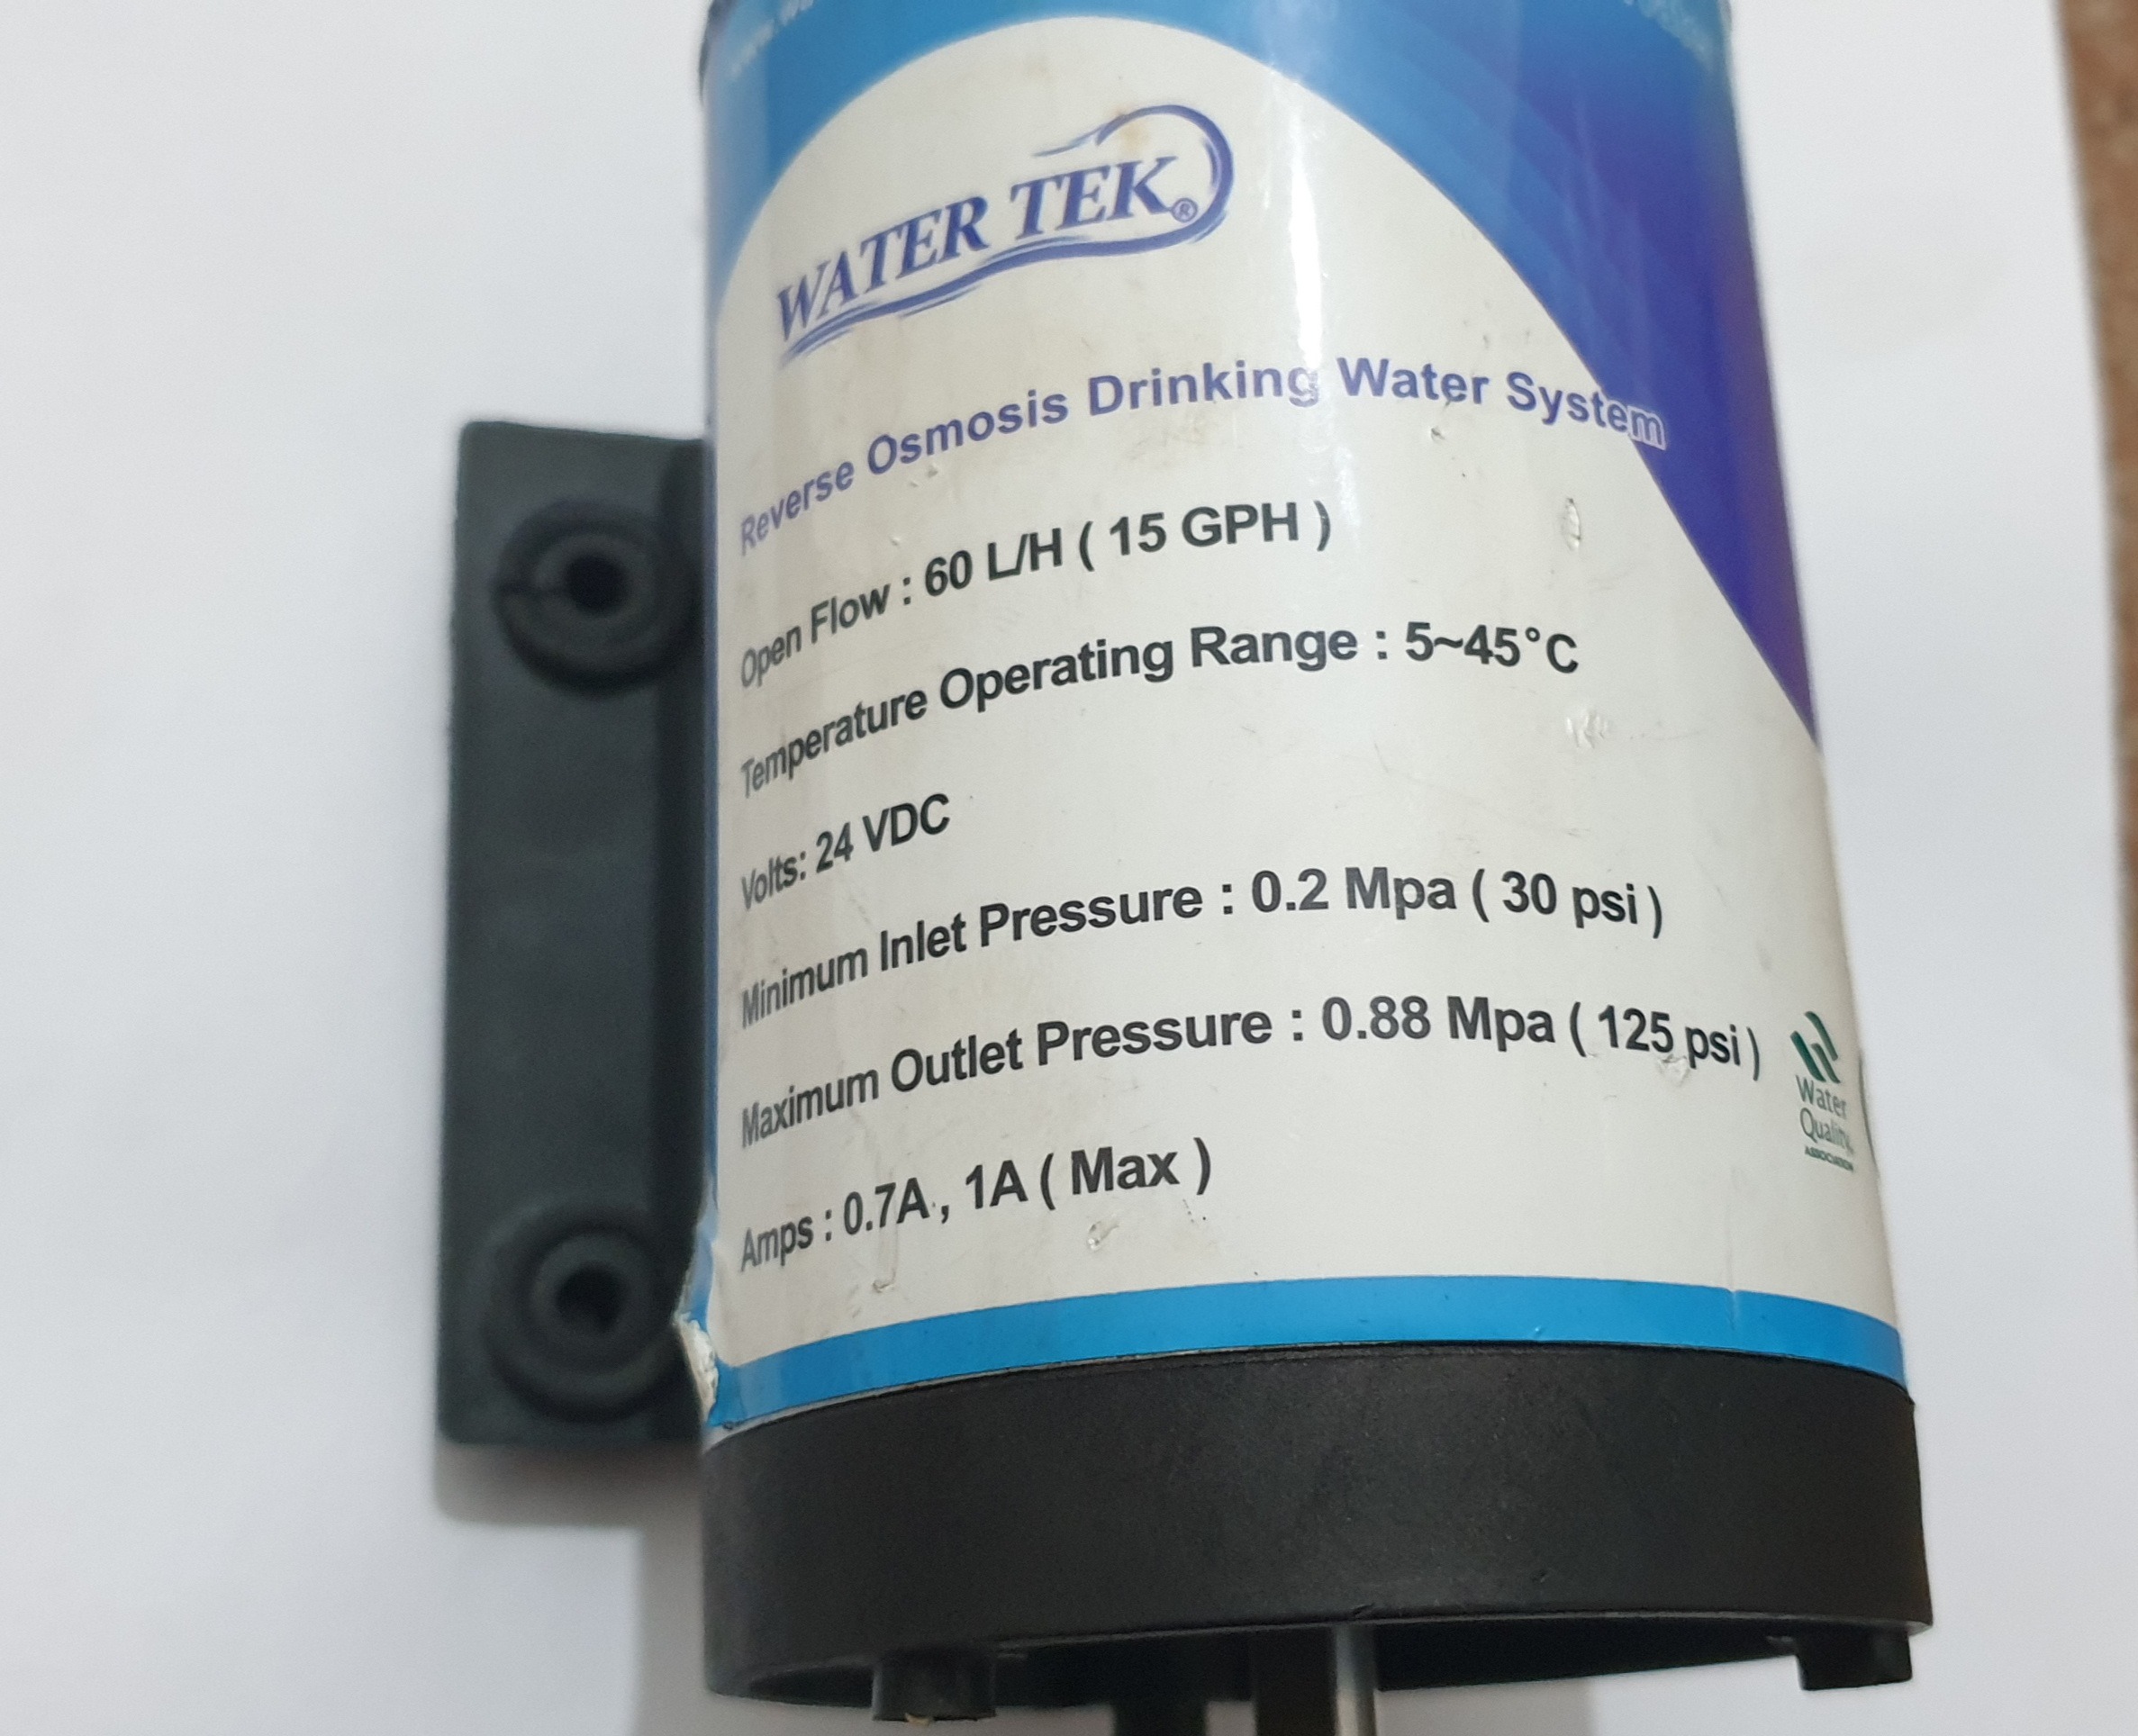 WATER TEK®
Reverse Osmosis Drinking Water System
Open Flow : 60 L/H ( 15 GPH )
Temperature Operating Range : 5~45°C
Volts: 24 VDC
Minimum Inlet Pressure : 0.2 Mpa ( 30 psi )
Maximum Outlet Pressure : 0.88 Mpa ( 125 psi )
Amps : 0.7A , 1A ( Max )
Water
Quality
ASSOCIATION